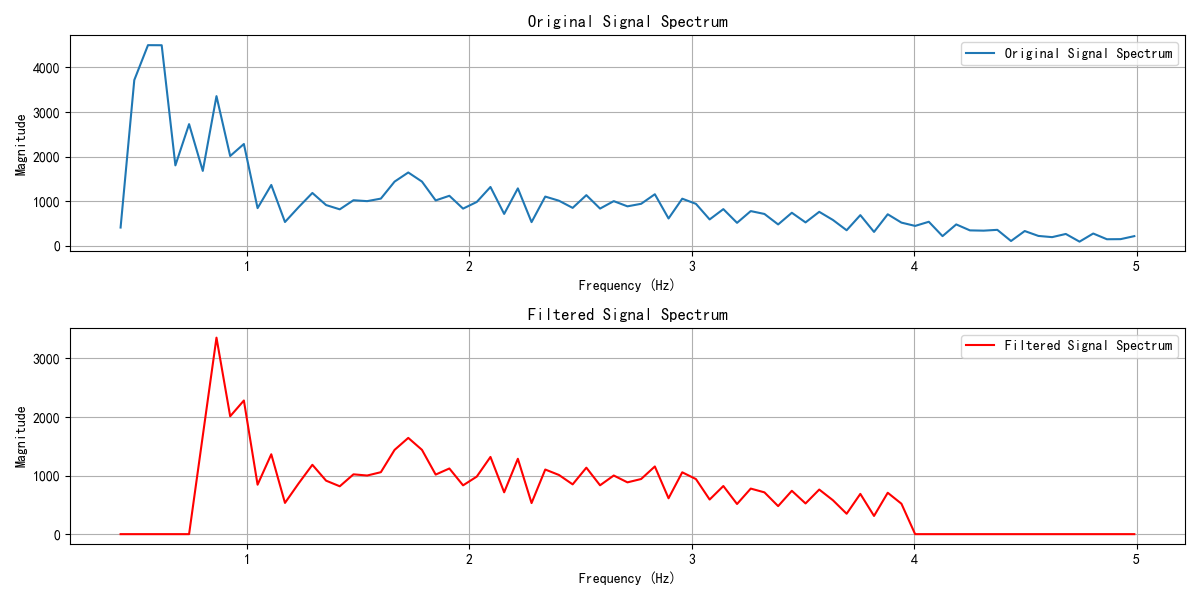 Original Signal Spectrum
Original Signal Spectrum
Magnitude
4000
3000
2000
1000
0
1 2 3 4 5
Frequency (Hz)
Filtered Signal Spectrum
Filtered Signal Spectrum
Magnitude
3000
2000
1000
0
1 2 3 4 5
Frequency (Hz)